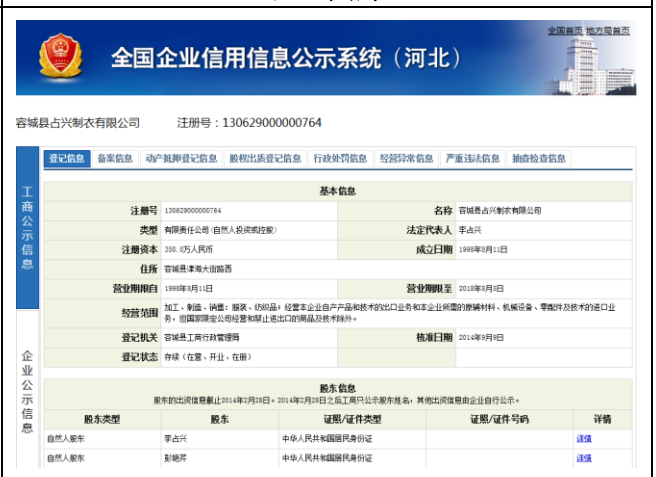 全国首页 地方局首页
全国企业信用信息公示系统（河北）
容城县占兴制衣有限公司 注册号：130629000000764
登记信息 备案信息 动产抵押登记信息 股权出质登记信息 行政处罚信息 经营异常信息 严重违法信息 抽查检查信息
工商公示信息
企业公示信息
基本信息
注册号 130629000000764 名称 容城县占兴制衣有限公司
类型 有限责任公司(自然人投资或控股) 法定代表人 李占兴
注册资本 350.0万人民币 成立日期 1998年8月11日
住所 容城县津海大街路西
营业期限自 1998年8月11日 营业期限至 2018年8月8日
经营范围 加工、制造、销售：服装、纺织品；经营本企业自产产品和技术的出口业务和本企业所需的原辅材料、机械设备、零配件及技术的进口业
务，但国家限定公司经营和禁止进出口的商品及技术除外。
登记机关 容城县工商行政管理局 核准日期 2014年9月9日
登记状态 存续（在营、开业、在册）
股东信息
股东的出资信息截止2014年2月28日。2014年2月28日之后工商只公示股东姓名，其他出资信息由企业自行公示。
股东类型 股东 证照/证件类型 证照/证件号码 详情
自然人股东 李占兴 中华人民共和国居民身份证 详情
自然人股东 彭艳芹 中华人民共和国居民身份证 详情